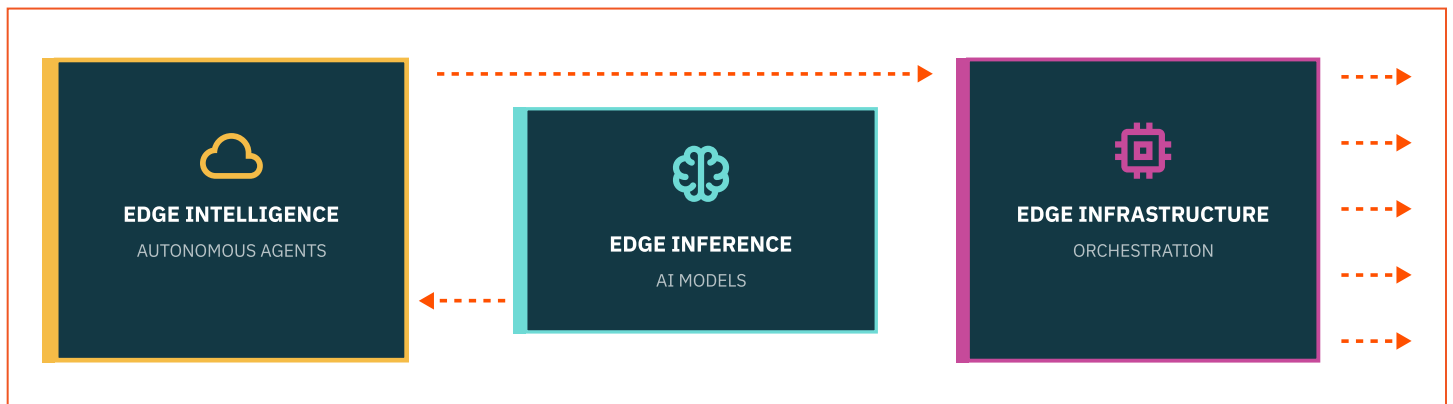 EDGE INTELLIGENCE
AUTONOMOUS AGENTS
EDGE INFERENCE
AI MODELS
EDGE INFRASTRUCTURE
ORCHESTRATION